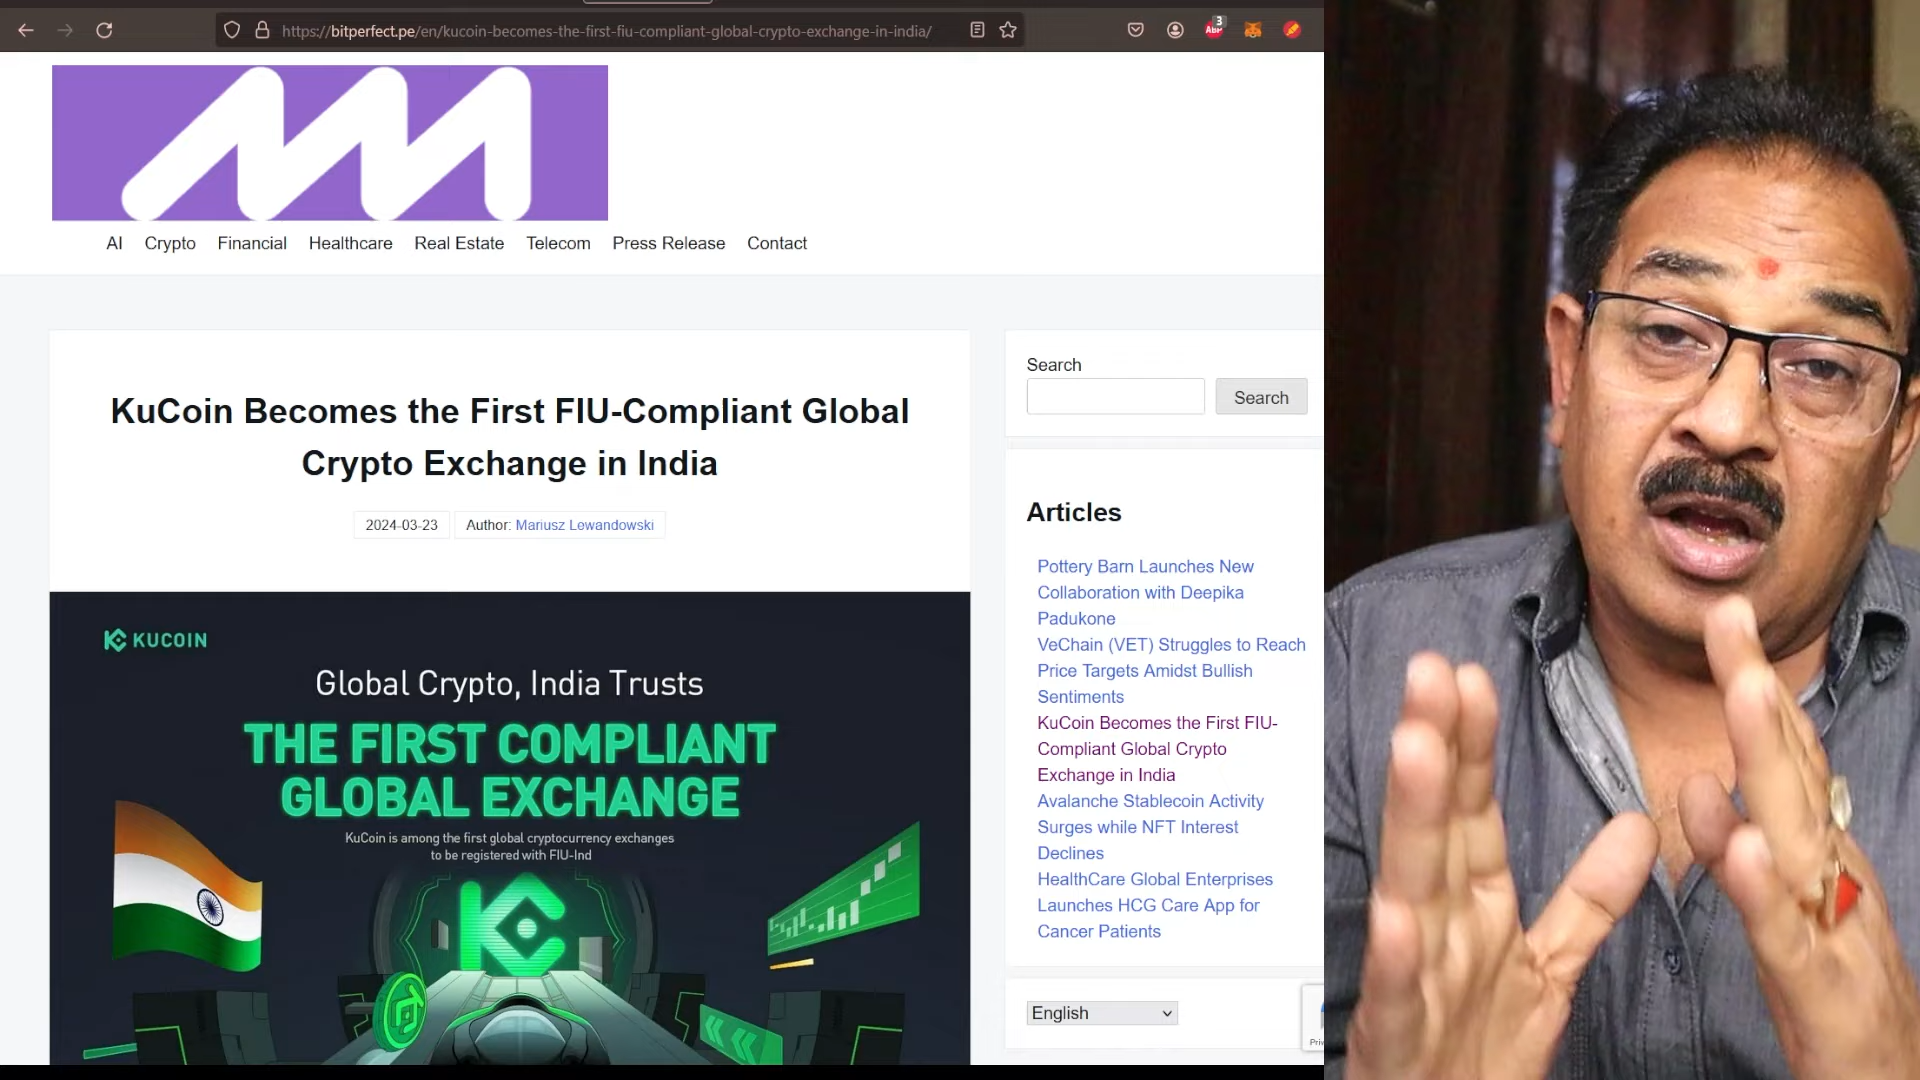 https://bitperfect.pe/en/kucoin-becomes-the-first-fiu-compliant-global-crypto-exchange-in-india/
ABP
3
AI Crypto Financial Healthcare Real Estate Telecom Press Release Contact
KuCoin Becomes the First FIU-Compliant Global
Crypto Exchange in India
2024-03-23 Author: Mariusz Lewandowski
KUCOIN
Global Crypto, India Trusts
THE FIRST COMPLIANT
GLOBAL EXCHANGE
KuCoin is among the first global cryptocurrency exchanges
to be registered with FIU-Ind
Search
Search
Articles
Pottery Barn Launches New
Collaboration with Deepika
Padukone
VeChain (VET) Struggles to Reach
Price Targets Amidst Bullish
Sentiments
KuCoin Becomes the First FIU-
Compliant Global Crypto
Exchange in India
Avalanche Stablecoin Activity
Surges while NFT Interest
Declines
HealthCare Global Enterprises
Launches HCG Care App for
Cancer Patients
English